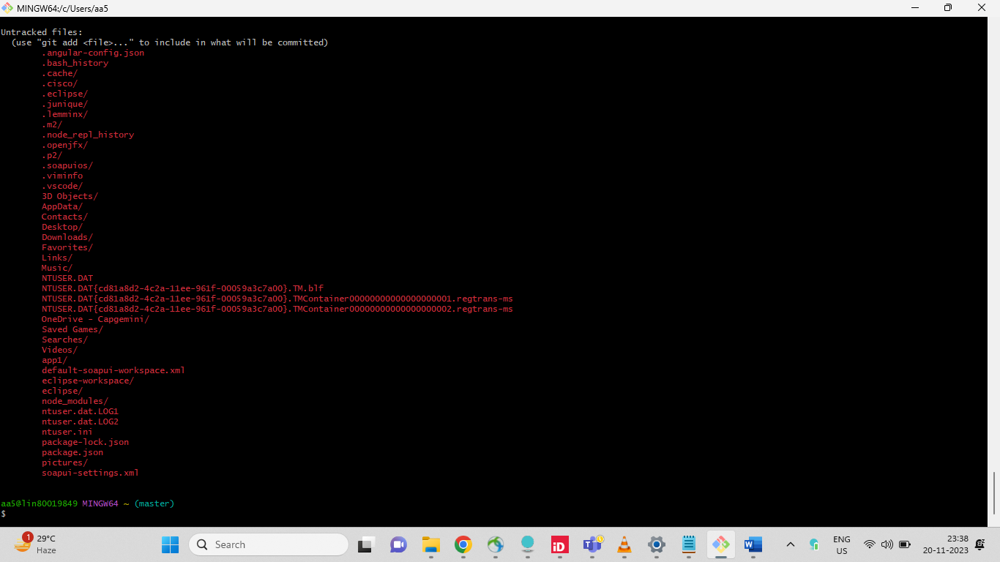 MINGW64:/c/Users/aa5
Untracked files:
(use "git add <file>..." to include in what will be committed)
.angular-config.json
.bash_history
.cache/
.cisco/
.eclipse/
.junique/
.lemminx/
.m2/
.node_repl_history
.openjfx/
.p2/
.soapuios/
.viminfo
.vscode/
3D Objects/
AppData/
Contacts/
Desktop/
Downloads/
Favorites/
Links/
Music/
NTUSER.DAT
NTUSER.DAT{cd81a8d2-4c2a-11ee-961f-00059a3c7a00}.TM.blf
NTUSER.DAT{cd81a8d2-4c2a-11ee-961f-00059a3c7a00}.TMContainer00000000000000000001.regtrans-ms
NTUSER.DAT{cd81a8d2-4c2a-11ee-961f-00059a3c7a00}.TMContainer00000000000000000002.regtrans-ms
OneDrive - Capgemini/
Saved Games/
Searches/
Videos/
app1/
default-soapui-workspace.xml
eclipse-workspace/
eclipse/
node_modules/
ntuser.dat.LOG1
ntuser.dat.LOG2
ntuser.ini
package-lock.json
package.json
pictures/
soapui-settings.xml
aa5@lin80019849 MINGW64 ~ (master)
$
1
29°C
Haze
Search
iD
W
ENG
US
23:38
20-11-2023